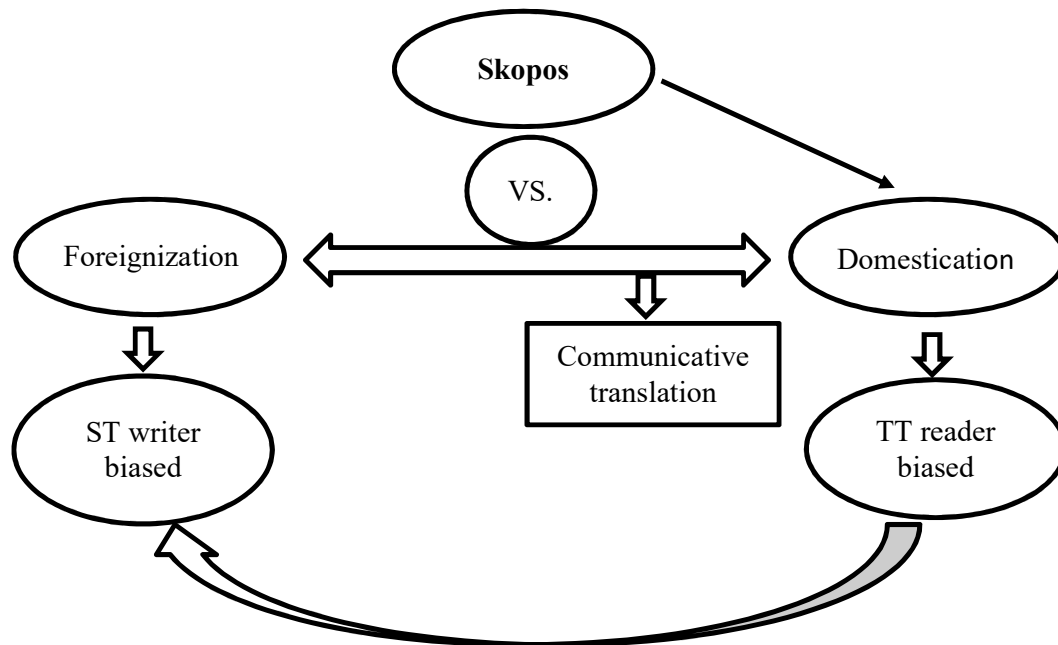 Skopos
VS.
Foreignization
Domestication
Communicative
translation
ST writer
biased
TT reader
biased